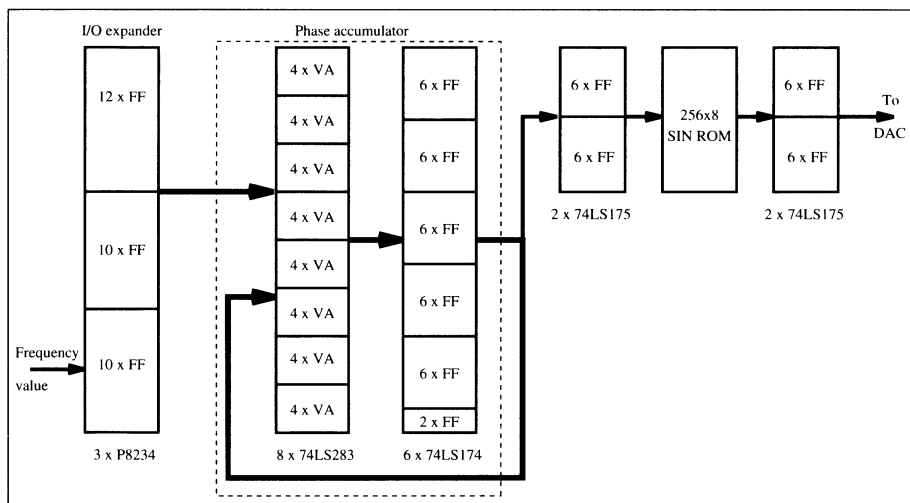 I/O expander
12 x FF
10 x FF
10 x FF
Frequency
value
3 x P8234
Phase accumulator
4 x VA
4 x VA
4 x VA
4 x VA
4 x VA
4 x VA
4 x VA
4 x VA
8 x 74LS283
6 x FF
6 x FF
6 x FF
6 x FF
6 x FF
2 x FF
6 x 74LS174
6 x FF
6 x FF
2 x 74LS175
256x8
SIN ROM
6 x FF
6 x FF
2 x 74LS175
To
DAC